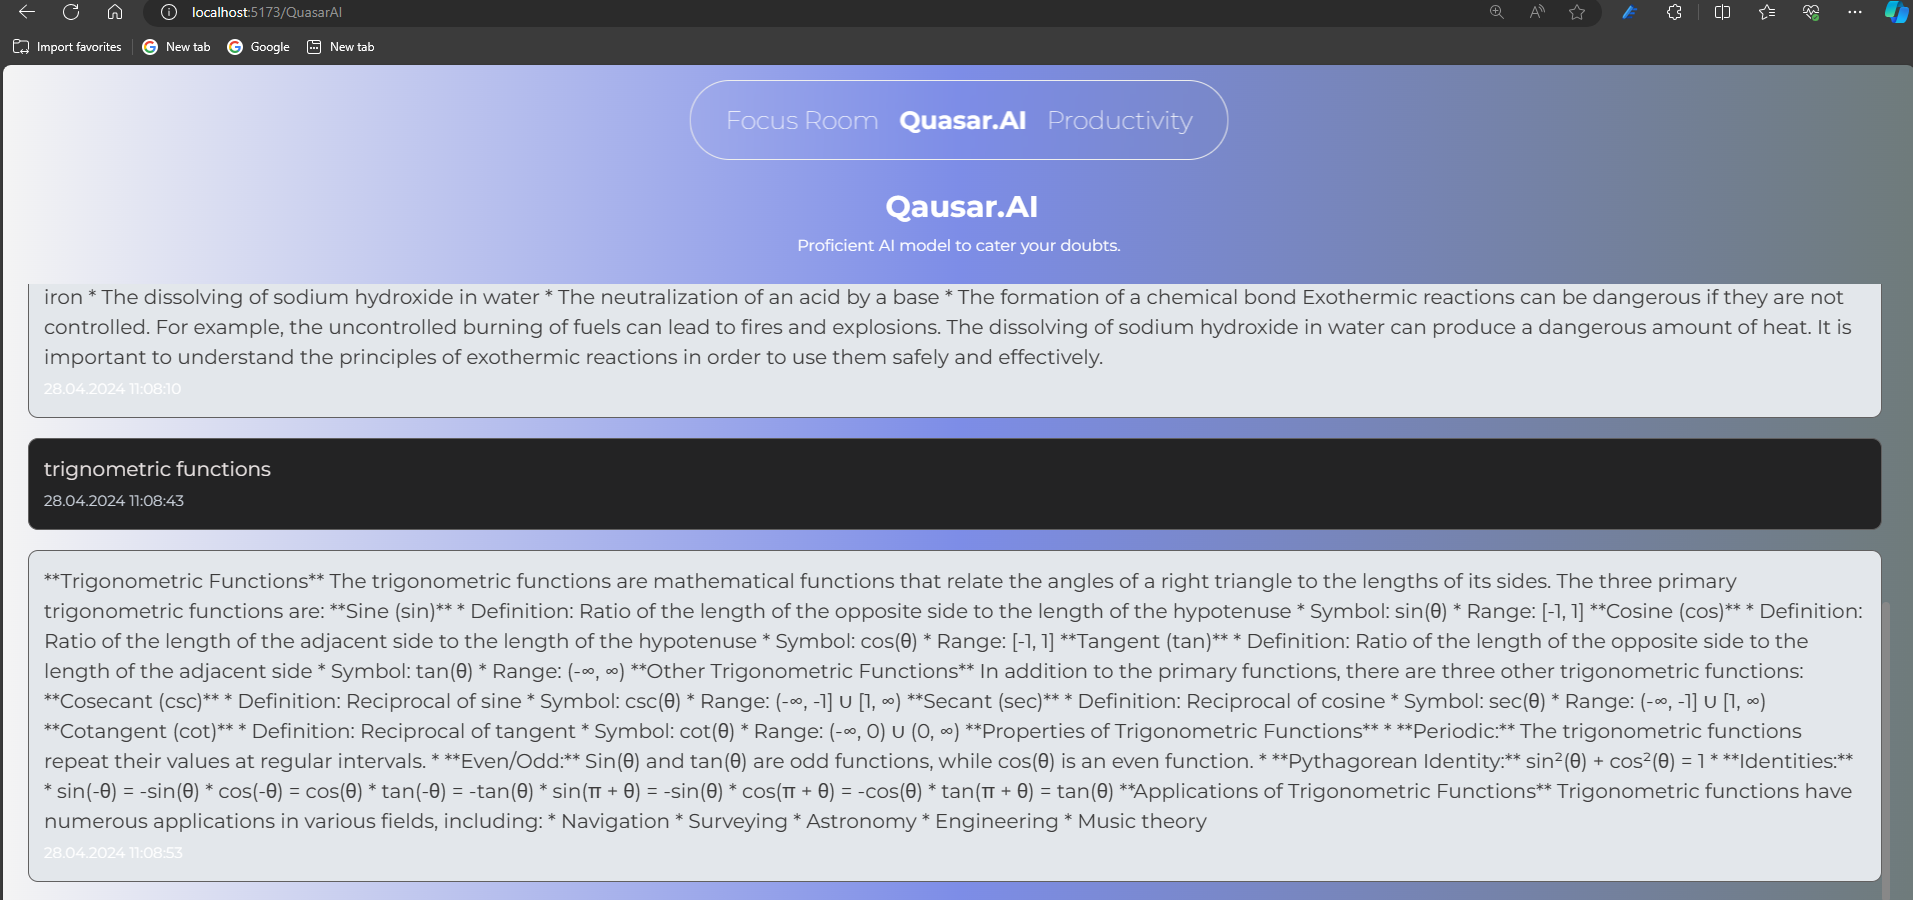 localhost:5173/QuasarAI
Import favorites New tab Google New tab
Focus Room Quasar.AI Productivity
Qausar.AI
Proficient AI model to cater your doubts.
iron * The dissolving of sodium hydroxide in water * The neutralization of an acid by a base * The formation of a chemical bond Exothermic reactions can be dangerous if they are not
controlled. For example, the uncontrolled burning of fuels can lead to fires and explosions. The dissolving of sodium hydroxide in water can produce a dangerous amount of heat. It is
important to understand the principles of exothermic reactions in order to use them safely and effectively.
28.04.2024 11:08:10
trignometric functions
28.04.2024 11:08:43
**Trigonometric Functions** The trigonometric functions are mathematical functions that relate the angles of a right triangle to the lengths of its sides. The three primary
trigonometric functions are: **Sine (sin)** * Definition: Ratio of the length of the opposite side to the length of the hypotenuse * Symbol: sin(θ) * Range: [-1, 1] **Cosine (cos)** * Definition:
Ratio of the length of the adjacent side to the length of the hypotenuse * Symbol: cos(θ) * Range: [-1, 1] **Tangent (tan)** * Definition: Ratio of the length of the opposite side to the
length of the adjacent side * Symbol: tan(θ) * Range: (-∞, ∞) **Other Trigonometric Functions** In addition to the primary functions, there are three other trigonometric functions:
**Cosecant (csc)** * Definition: Reciprocal of sine * Symbol: csc(θ) * Range: (-∞, -1] ∪ [1, ∞) **Secant (sec)** * Definition: Reciprocal of cosine * Symbol: sec(θ) * Range: (-∞, -1] ∪ [1, ∞)
**Cotangent (cot)** * Definition: Reciprocal of tangent * Symbol: cot(θ) * Range: (-∞, 0) ∪ (0, ∞) **Properties of Trigonometric Functions** * **Periodic:** The trigonometric functions
repeat their values at regular intervals. * **Even/Odd:** Sin(θ) and tan(θ) are odd functions, while cos(θ) is an even function. * **Pythagorean Identity:** sin²(θ) + cos²(θ) = 1 * **Identities:**
* sin(-θ) = -sin(θ) * cos(-θ) = cos(θ) * tan(-θ) = -tan(θ) * sin(π + θ) = -sin(θ) * cos(π + θ) = -cos(θ) * tan(π + θ) = tan(θ) **Applications of Trigonometric Functions** Trigonometric functions have
numerous applications in various fields, including: * Navigation * Surveying * Astronomy * Engineering * Music theory
28.04.2024 11:08:53